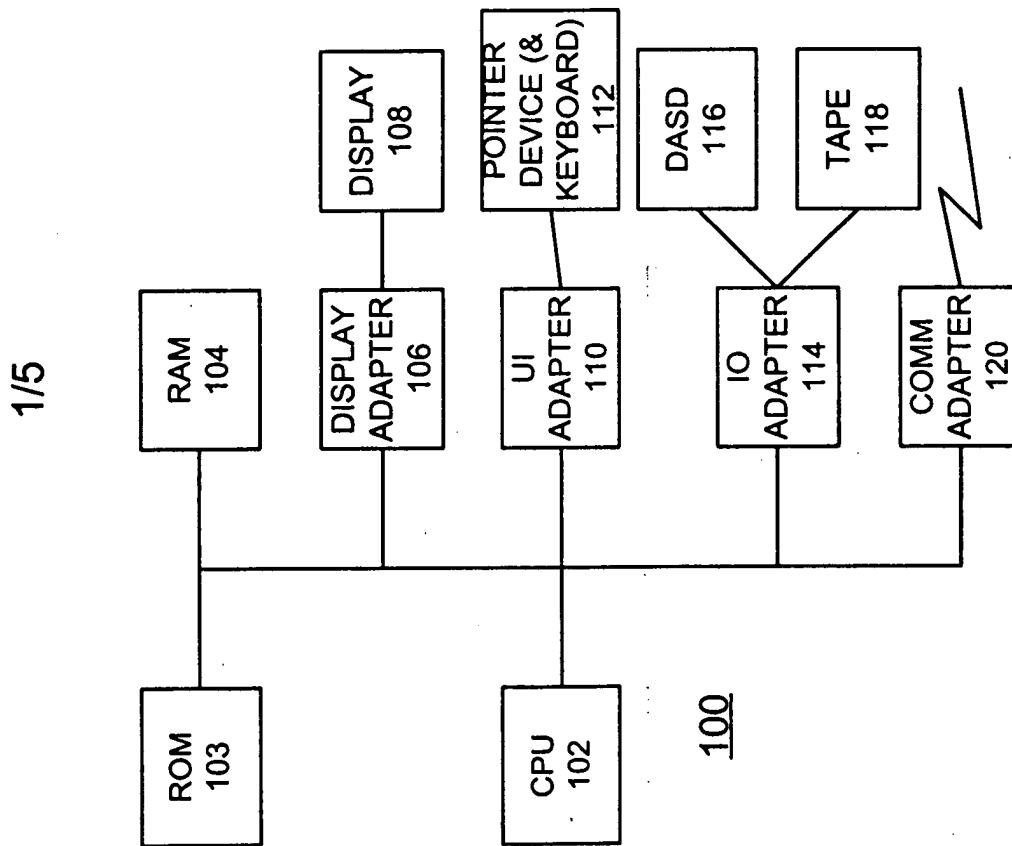 1/5
ROM
103
RAM
104
DISPLAY
ADAPTER
106
DISPLAY
108
CPU
102
UI
ADAPTER
110
POINTER
DEVICE (&
KEYBOARD)
112
IO
ADAPTER
114
DASD
116
TAPE
118
COMM
ADAPTER
120
100